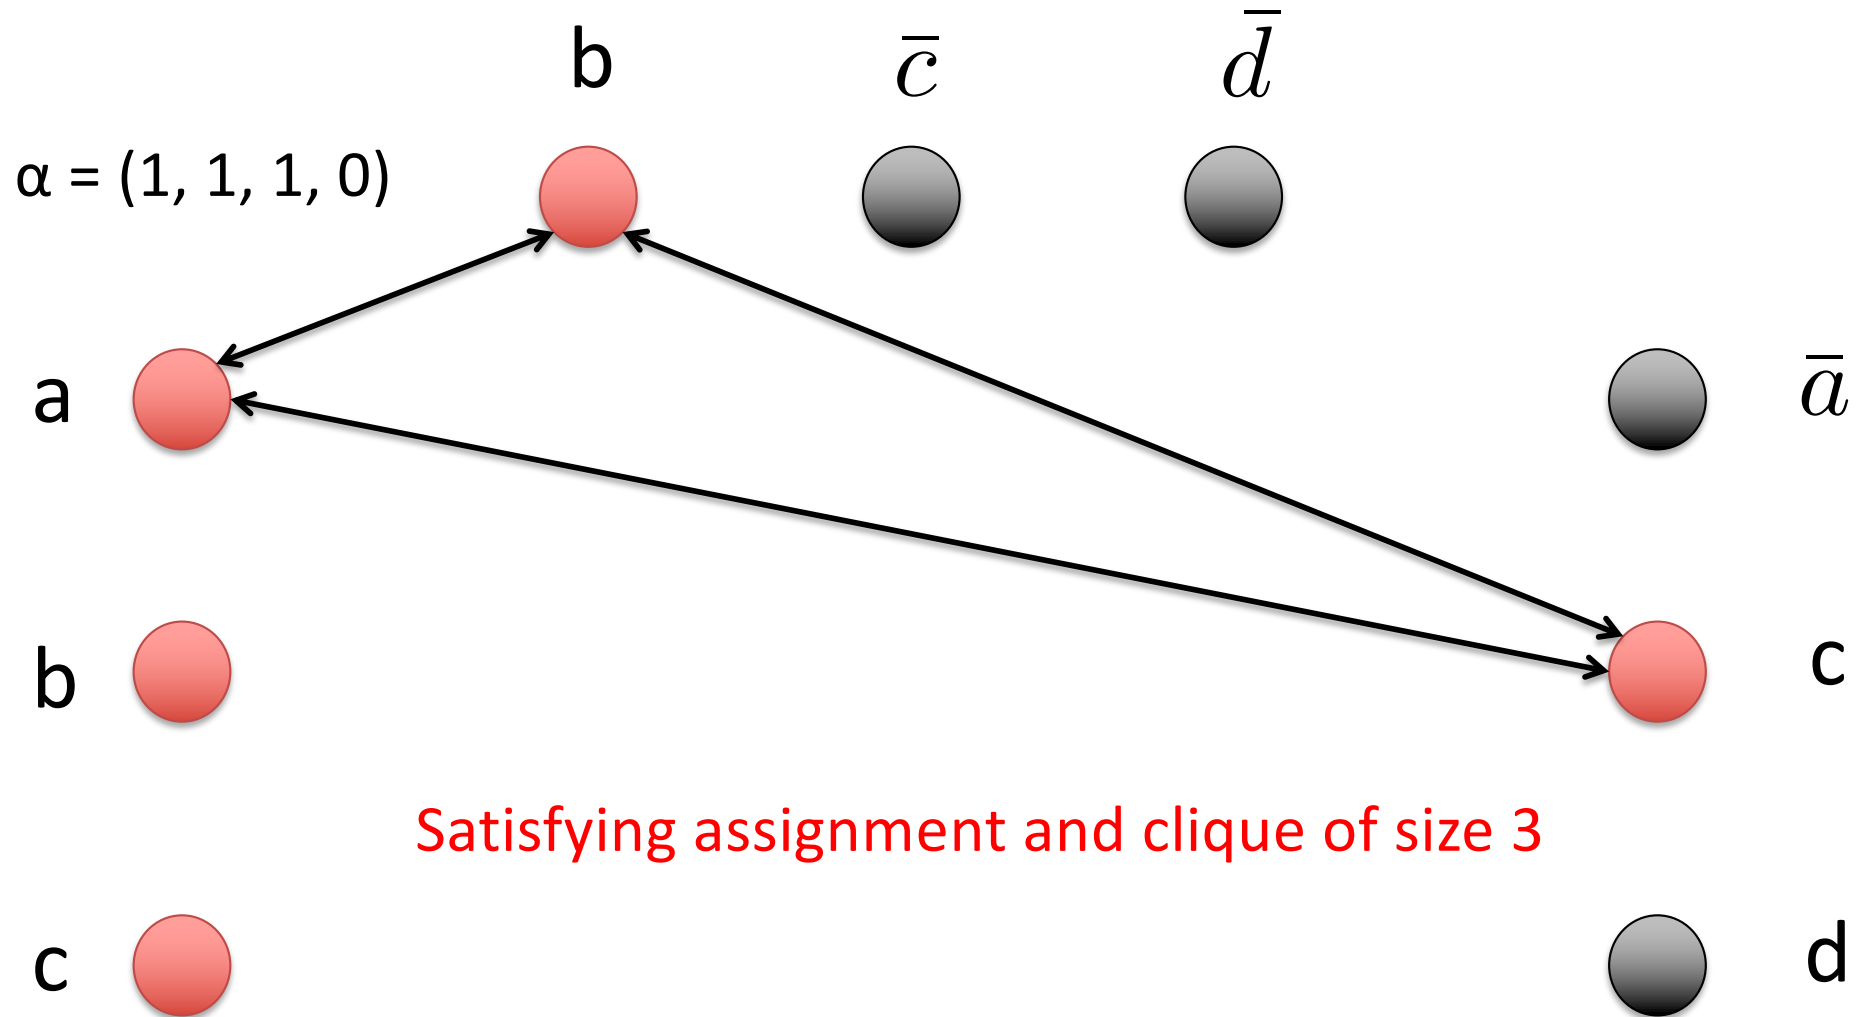 b
c̅
d̅
α = (1, 1, 1, 0)
a
a̅
b
c
Satisfying assignment and clique of size 3
c
d